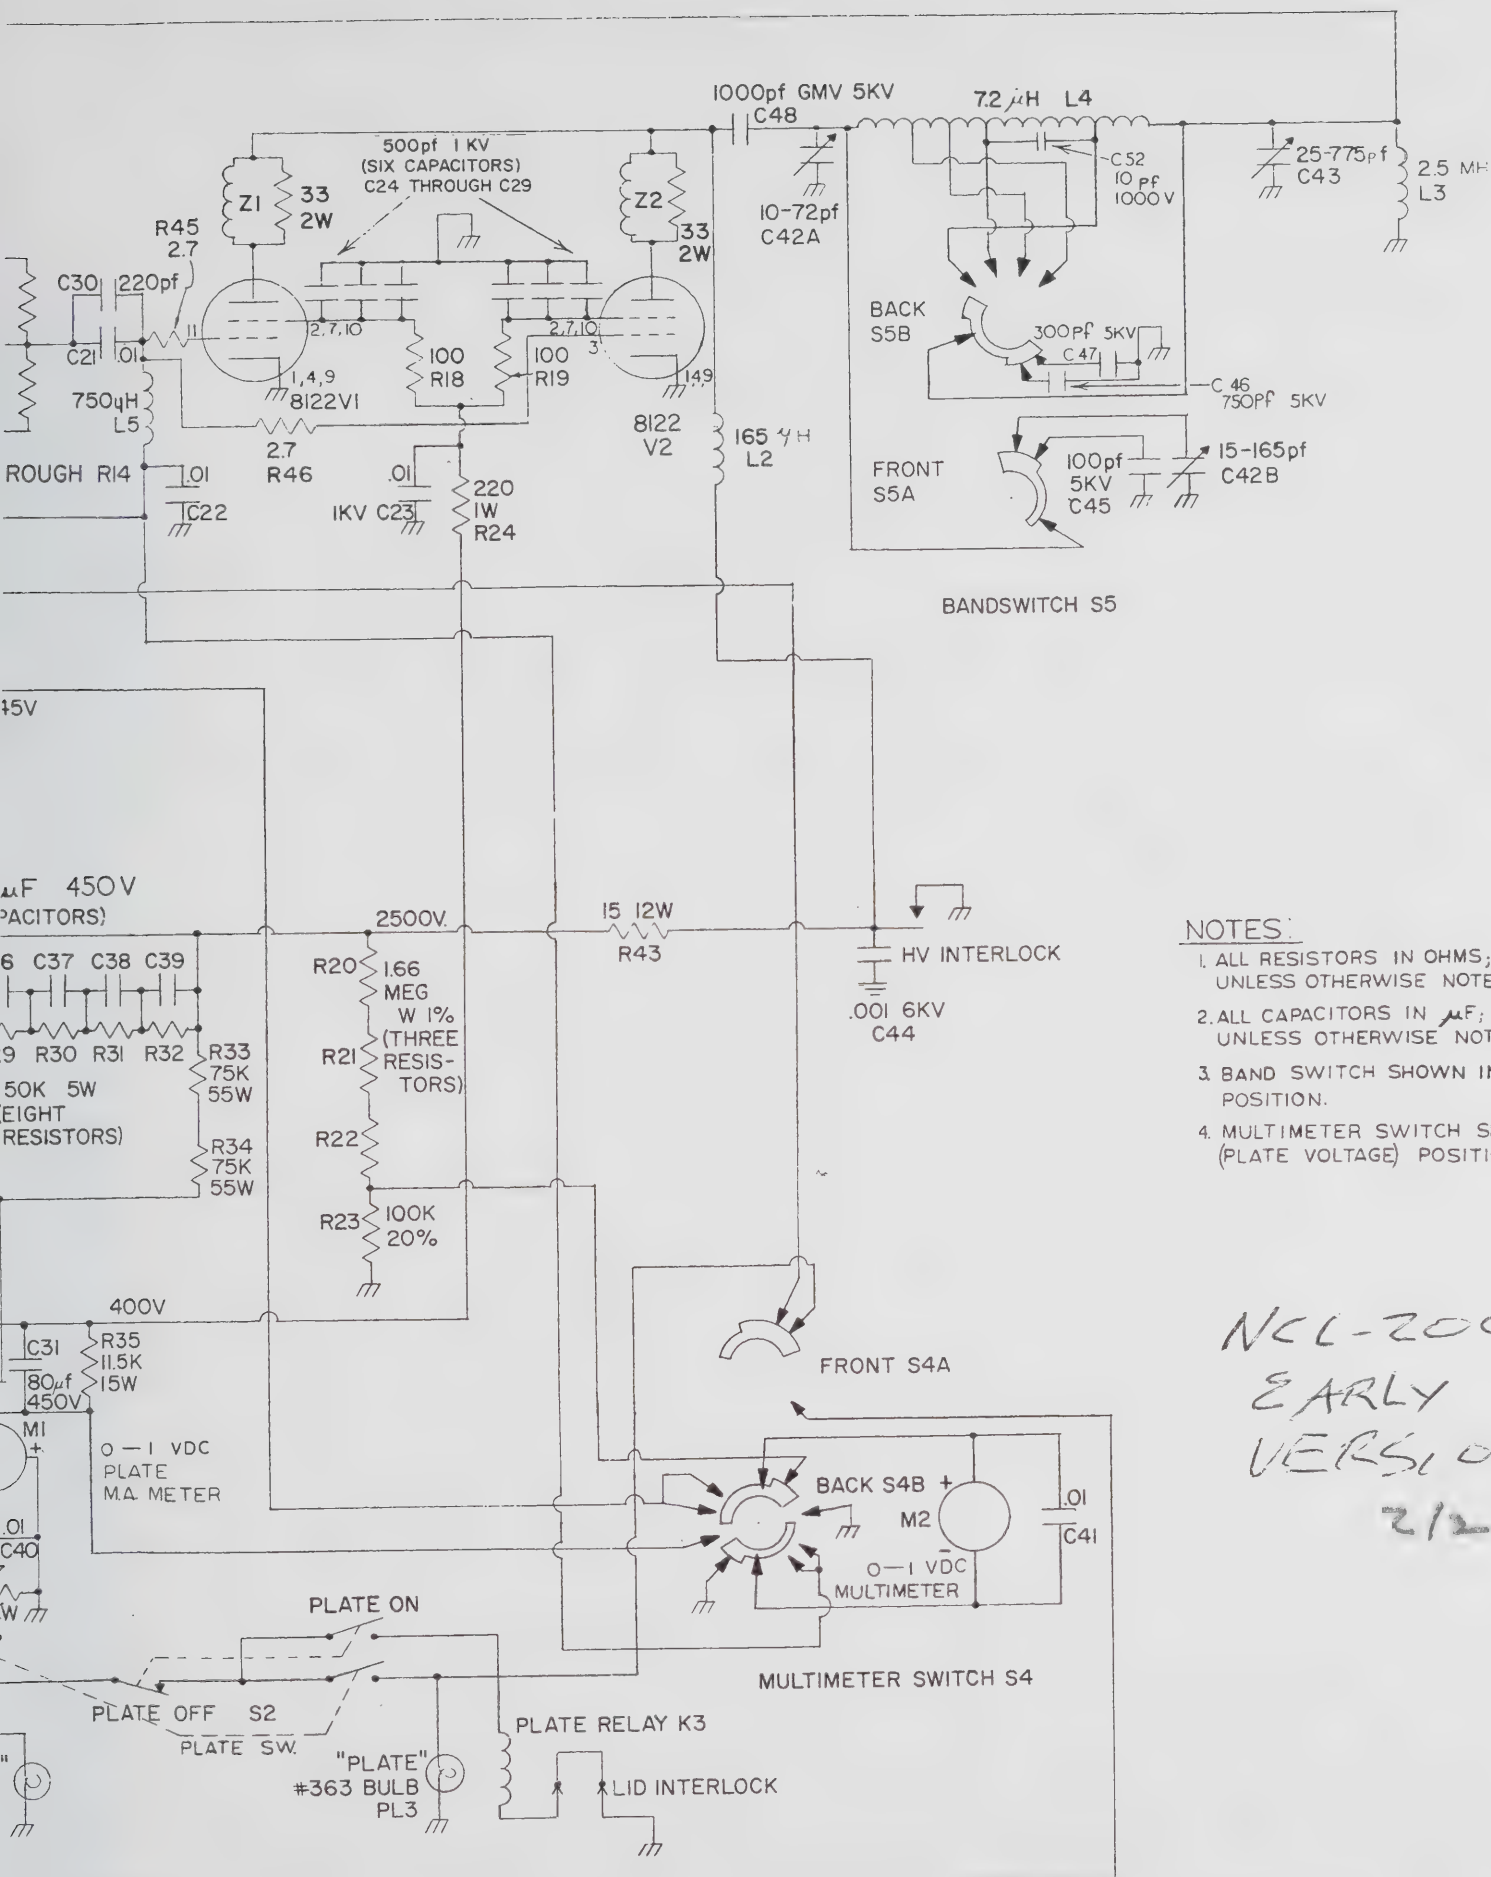 1000pf GMV 5KV
C48
7.2 µH L4
500pf 1 KV
(SIX CAPACITORS)
C24 THROUGH C29
C52
10 pf
1000V
25-775pf
C43
2.5 MH
L3
Z1
33
2W
Z2
33
2W
10-72pf
C42A
R45
2.7
C30
220pf
C21
.01
11
2,7,10
2,7,10
3
BACK
S5B
300Pf 5KV
C47
C46
750Pf 5KV
100
R18
100
R19
1,4,9
8122V1
149
8122
V2
750µH
L5
2.7
R46
165 µH
L2
FRONT
S5A
100pf
5KV
C45
15-165pf
C42B
ROUGH R14
.01
C22
.01
1KV C23
220
1W
R24
BANDSWITCH S5
45V
µF 450V
PACITORS)
2500V.
15 12W
R43
HV INTERLOCK
.001 6KV
C44
6 C37 C38 C39
29 R30 R31 R32
50K 5W
(EIGHT
RESISTORS)
R33
75K
55W
R34
75K
55W
R20
1.66
MEG
W 1%
(THREE
RESIS-
TORS)
R21
R22
R23
100K
20%
NOTES:
1. ALL RESISTORS IN OHMS;
UNLESS OTHERWISE NOTE
2. ALL CAPACITORS IN µF;
UNLESS OTHERWISE NOT
3. BAND SWITCH SHOWN IN
POSITION.
4. MULTIMETER SWITCH S
(PLATE VOLTAGE) POSITI
400V
C31
80µf
450V
R35
11.5K
15W
M1
+
0—1 VDC
PLATE
M.A. METER
.01
C40
W
FRONT S4A
BACK S4B
+
M2
-
0—1 VDC
MULTIMETER
.01
C41
MULTIMETER SWITCH S4
NCL-200
EARLY
VERSIO
2/2
PLATE ON
PLATE OFF S2
PLATE SW.
"PLATE"
#363 BULB
PL3
PLATE RELAY K3
LID INTERLOCK
"